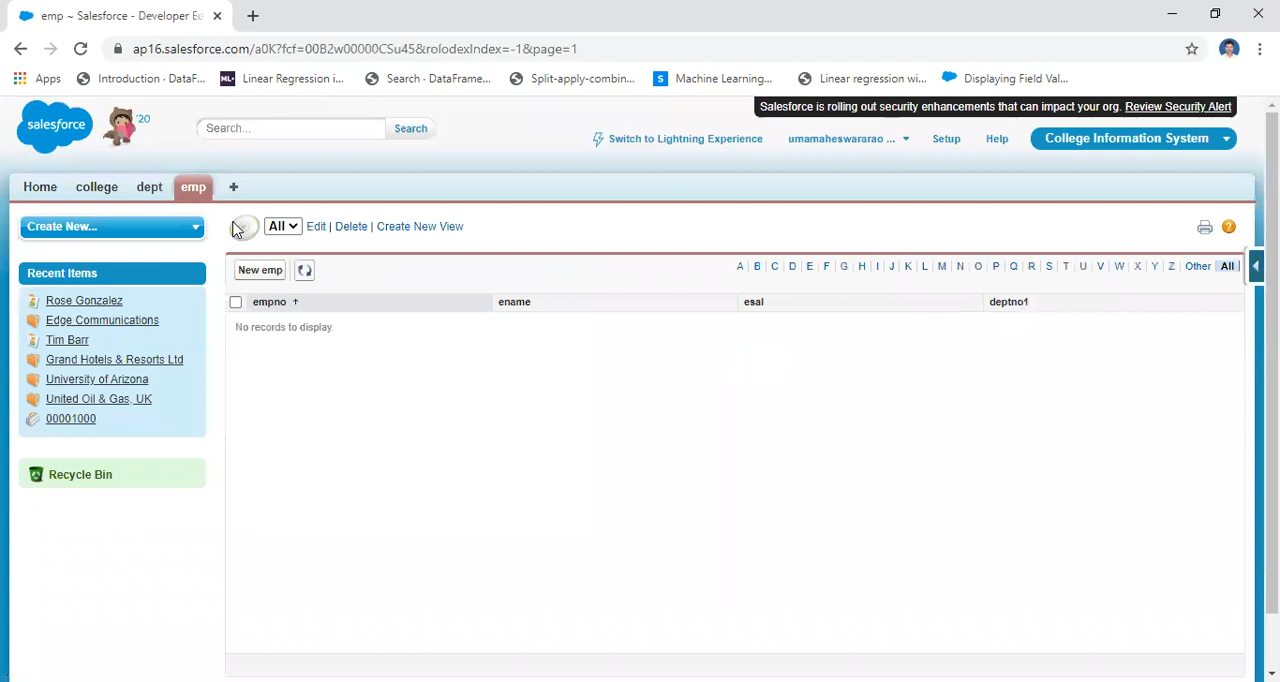 emp ~ Salesforce - Developer Ed
ap16.salesforce.com/a0K?fcf=00B2w00000CSu45&rolodexIndex=-1&page=1
Apps Introduction · DataF... ML+ Linear Regression i... Search · DataFrame... Split-apply-combin... S Machine Learning,... Linear regression wi... Displaying Field Val...
salesforce '20 Search... Search
Salesforce is rolling out security enhancements that can impact your org. Review Security Alert
Switch to Lightning Experience umamaheswararao ... Setup Help College Information System
Home college dept emp +
Create New... All Edit | Delete | Create New View ?
New emp A | B | C | D | E | F | G | H | I | J | K | L | M | N | O | P | Q | R | S | T | U | V | W | X | Y | Z | Other | All |
empno ename esal deptno1
No records to display.
Recent Items
Rose Gonzalez
Edge Communications
Tim Barr
Grand Hotels & Resorts Ltd
University of Arizona
United Oil & Gas, UK
00001000
Recycle Bin